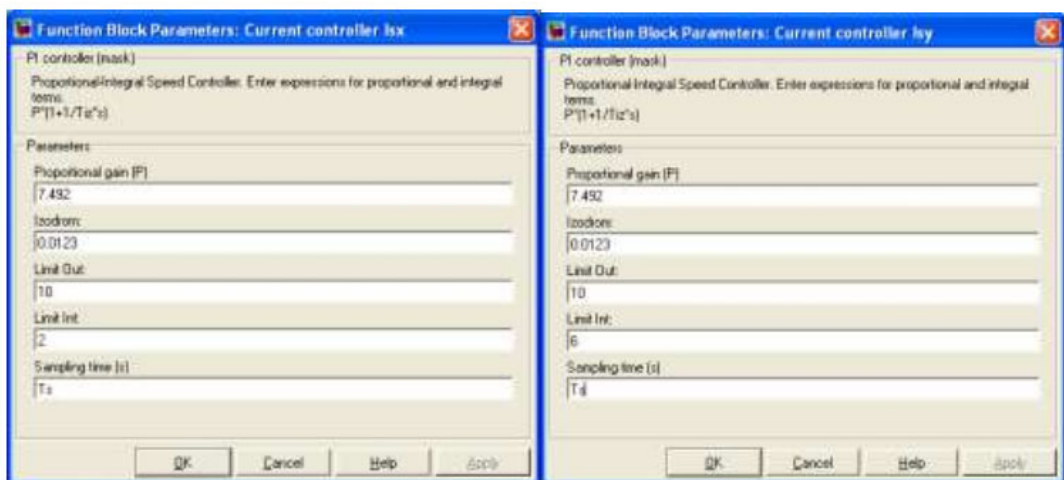 Function Block Parameters: Current controller Isx
PI controller (mask)
Proportional-Integral Speed Controller. Enter expressions for proportional and integral
terms.
P*(1+1/Tiz*s)
Parameters
Proportional gain (P)
7.492
Izodrom:
0.0123
Limit Out:
10
Limit Int:
2
Sampling time (s)
Ts
OK
Cancel
Help
Apply
Function Block Parameters: Current controller Isy
PI controller (mask)
Proportional-Integral Speed Controller. Enter expressions for proportional and integral
terms.
P*(1+1/Tiz*s)
Parameters
Proportional gain (P)
7.492
Izodrom:
0.0123
Limit Out:
10
Limit Int:
6
Sampling time (s)
Ts
OK
Cancel
Help
Apply